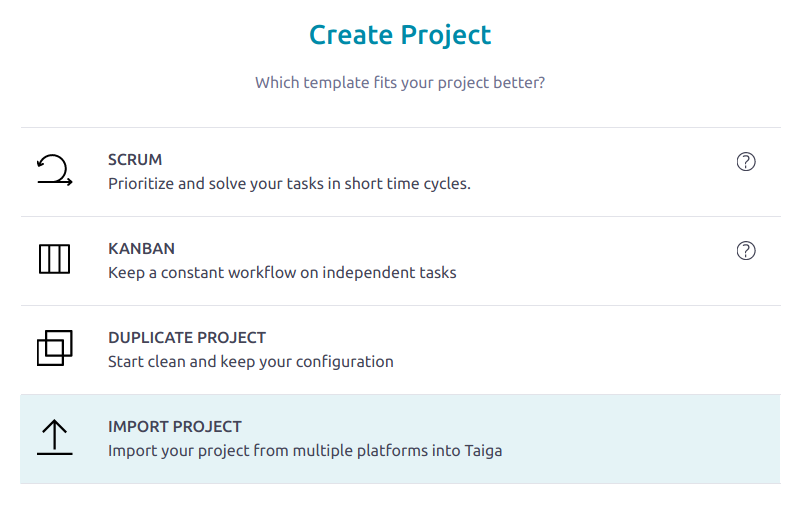 Create Project
Which template fits your project better?
SCRUM
Prioritize and solve your tasks in short time cycles.
?
KANBAN
Keep a constant workflow on independent tasks
?
DUPLICATE PROJECT
Start clean and keep your configuration
IMPORT PROJECT
Import your project from multiple platforms into Taiga